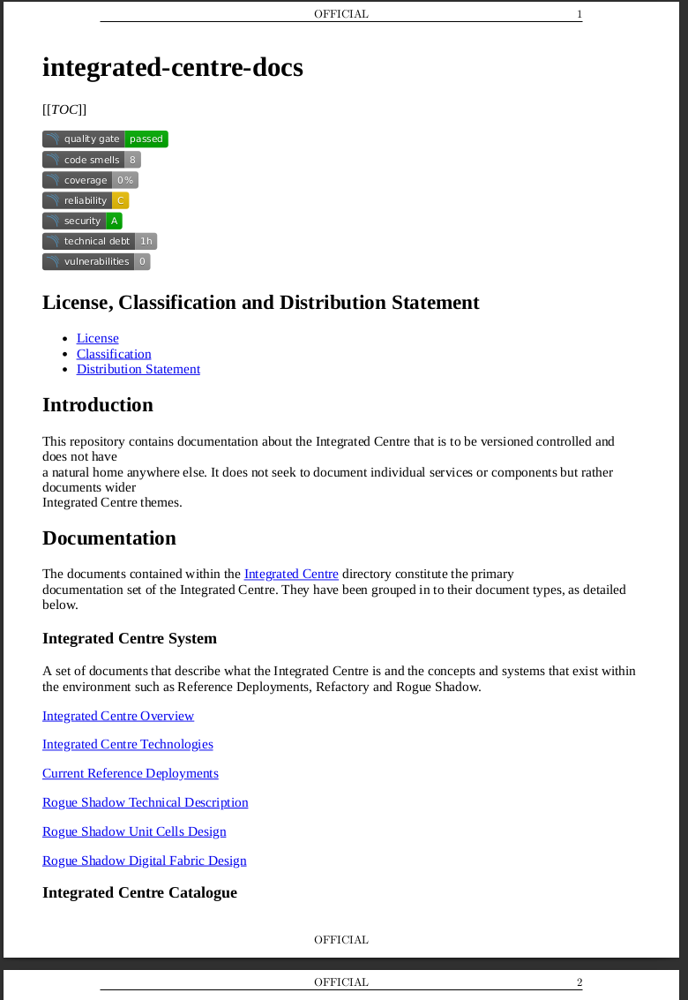 OFFICIAL 1
integrated-centre-docs
[[TOC]]
quality gate passed
code smells 8
coverage 0%
reliability C
security A
technical debt 1h
vulnerabilities 0
License, Classification and Distribution Statement
• License
• Classification
• Distribution Statement
Introduction
This repository contains documentation about the Integrated Centre that is to be versioned controlled and
does not have
a natural home anywhere else. It does not seek to document individual services or components but rather
documents wider
Integrated Centre themes.
Documentation
The documents contained within the Integrated Centre directory constitute the primary
documentation set of the Integrated Centre. They have been grouped in to their document types, as detailed
below.
Integrated Centre System
A set of documents that describe what the Integrated Centre is and the concepts and systems that exist within
the environment such as Reference Deployments, Refactory and Rogue Shadow.
Integrated Centre Overview
Integrated Centre Technologies
Current Reference Deployments
Rogue Shadow Technical Description
Rogue Shadow Unit Cells Design
Rogue Shadow Digital Fabric Design
Integrated Centre Catalogue
OFFICIAL
OFFICIAL 2